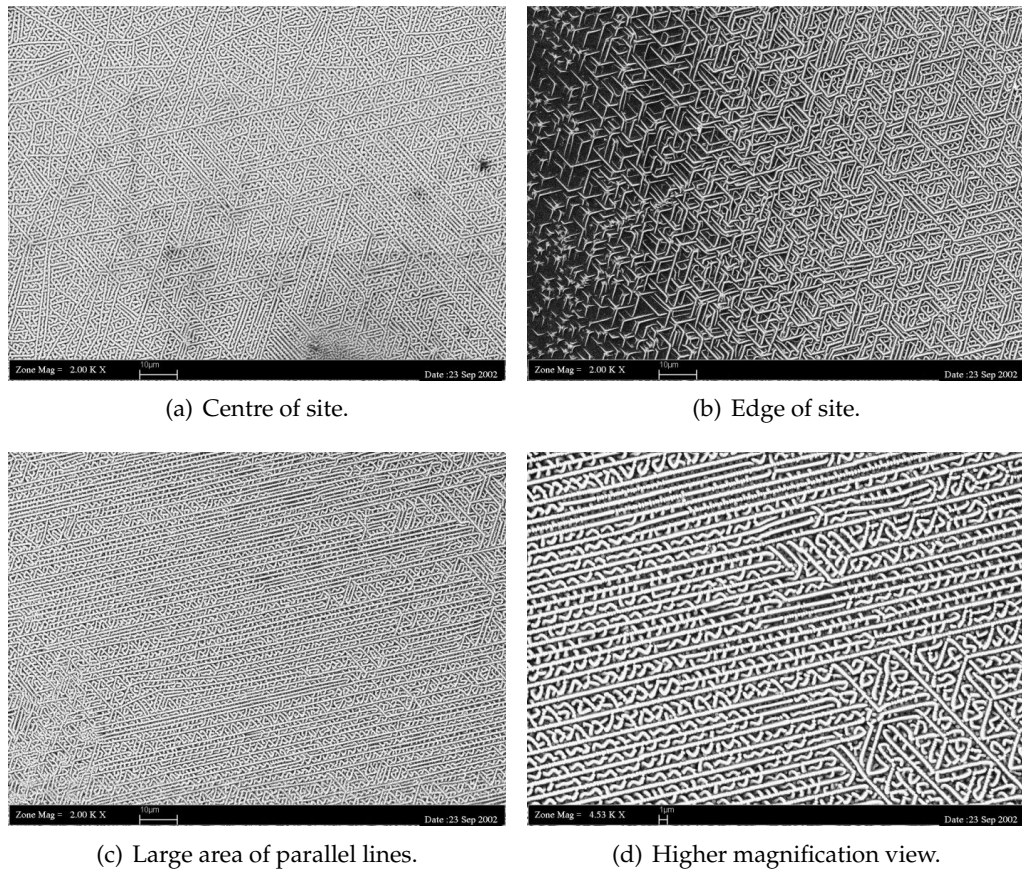 10µm
Zone Mag = 2.00 K X
Date :23 Sep 2002
10µm
Zone Mag = 2.00 K X
Date :23 Sep 2002
(a) Centre of site.
(b) Edge of site.
10µm
Zone Mag = 2.00 K X
Date :23 Sep 2002
1µm
Zone Mag = 4.53 K X
Date :23 Sep 2002
(c) Large area of parallel lines.
(d) Higher magnification view.